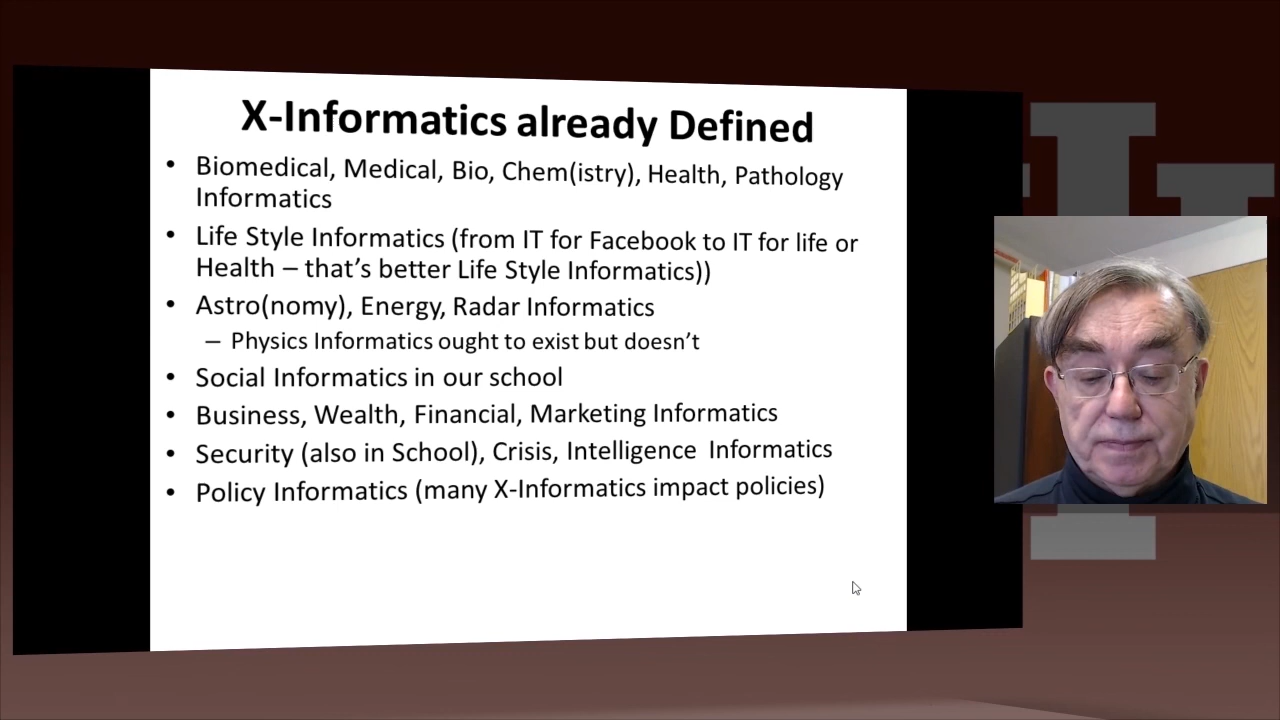 X-Informatics already Defined
• Biomedical, Medical, Bio, Chem(istry), Health, Pathology
Informatics
• Life Style Informatics (from IT for Facebook to IT for life or
Health – that's better Life Style Informatics))
• Astro(nomy), Energy, Radar Informatics
– Physics Informatics ought to exist but doesn't
• Social Informatics in our school
• Business, Wealth, Financial, Marketing Informatics
• Security (also in School), Crisis, Intelligence  Informatics
• Policy Informatics (many X-Informatics impact policies)